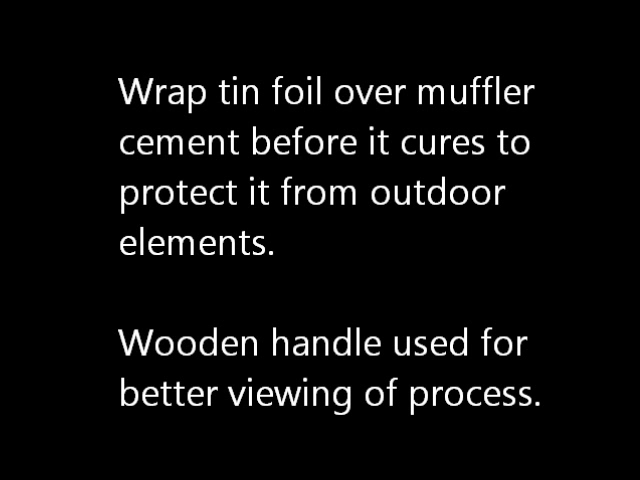 Wrap tin foil over muffler
cement before it cures to
protect it from outdoor
elements.
Wooden handle used for
better viewing of process.